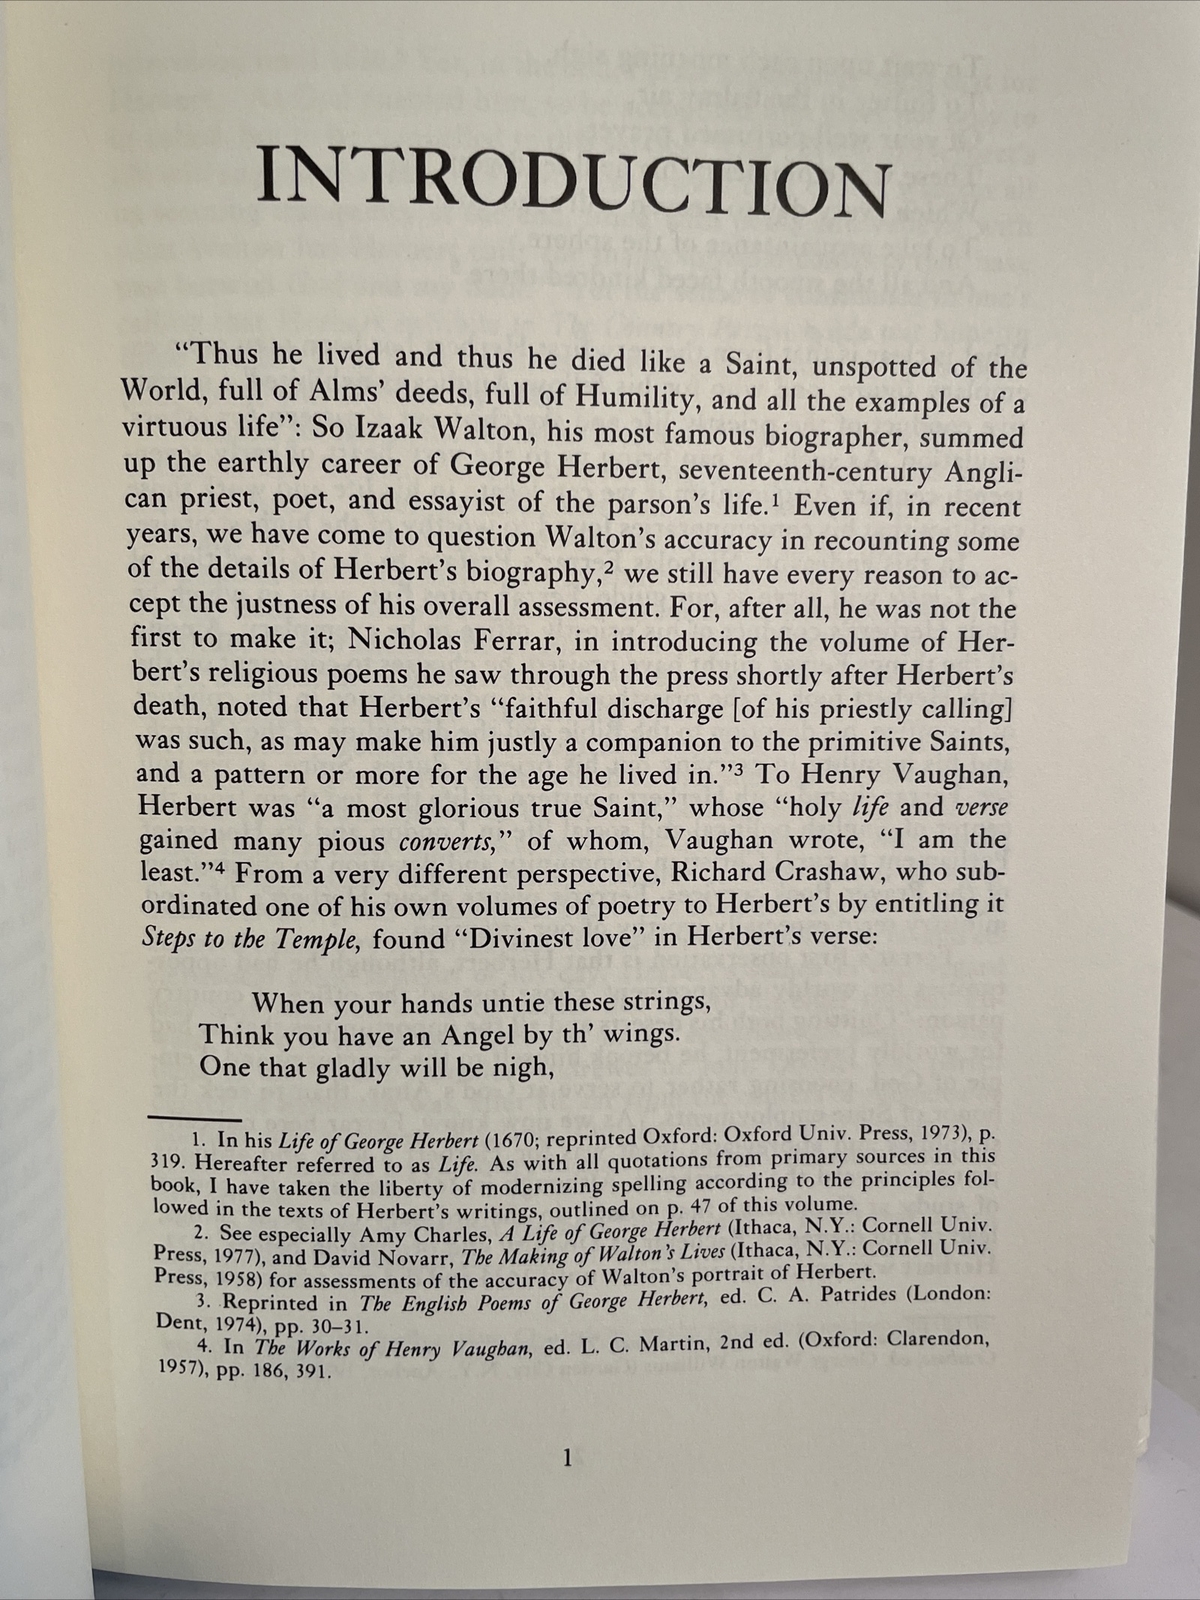 INTRODUCTION
“Thus he lived and thus he died like a Saint, unspotted of the
World, full of Alms’ deeds, full of Humility, and all the examples of a
virtuous life”: So Izaak Walton, his most famous biographer, summed
up the earthly career of George Herbert, seventeenth-century Angli-
can priest, poet, and essayist of the parson’s life.¹ Even if, in recent
years, we have come to question Walton’s accuracy in recounting some
of the details of Herbert’s biography,² we still have every reason to ac-
cept the justness of his overall assessment. For, after all, he was not the
first to make it; Nicholas Ferrar, in introducing the volume of Her-
bert’s religious poems he saw through the press shortly after Herbert’s
death, noted that Herbert’s “faithful discharge [of his priestly calling]
was such, as may make him justly a companion to the primitive Saints,
and a pattern or more for the age he lived in.”³ To Henry Vaughan,
Herbert was “a most glorious true Saint,” whose “holy life and verse
gained many pious converts,” of whom, Vaughan wrote, “I am the
least.”⁴ From a very different perspective, Richard Crashaw, who sub-
ordinated one of his own volumes of poetry to Herbert’s by entitling it
Steps to the Temple, found “Divinest love” in Herbert’s verse:
When your hands untie these strings,
Think you have an Angel by th’ wings.
One that gladly will be nigh,
1. In his Life of George Herbert (1670; reprinted Oxford: Oxford Univ. Press, 1973), p.
319. Hereafter referred to as Life. As with all quotations from primary sources in this
book, I have taken the liberty of modernizing spelling according to the principles fol-
lowed in the texts of Herbert’s writings, outlined on p. 47 of this volume.
2. See especially Amy Charles, A Life of George Herbert (Ithaca, N.Y.: Cornell Univ.
Press, 1977), and David Novarr, The Making of Walton’s Lives (Ithaca, N.Y.: Cornell Univ.
Press, 1958) for assessments of the accuracy of Walton’s portrait of Herbert.
3. Reprinted in The English Poems of George Herbert, ed. C. A. Patrides (London:
Dent, 1974), pp. 30–31.
4. In The Works of Henry Vaughan, ed. L. C. Martin, 2nd ed. (Oxford: Clarendon,
1957), pp. 186, 391.
1